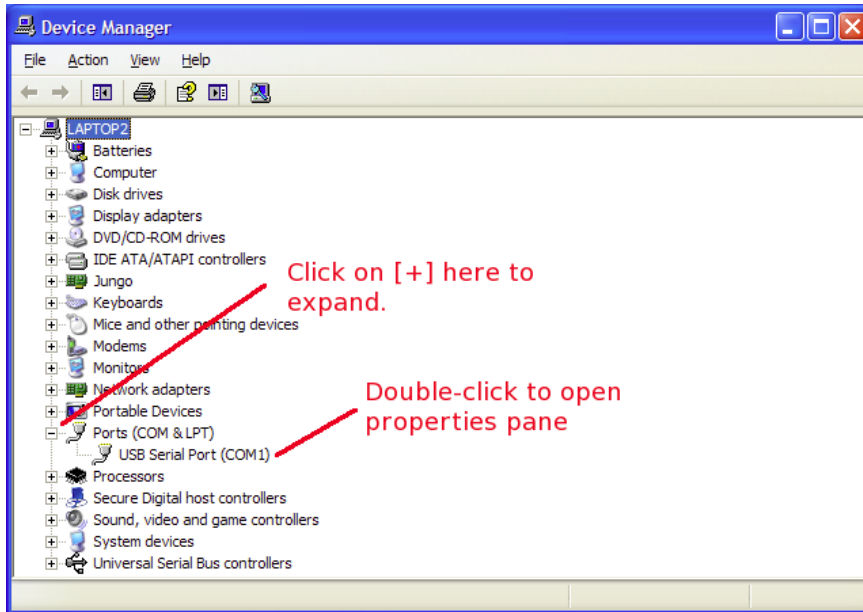 Device Manager
File Action View Help
LAPTOP2
Batteries
Computer
Disk drives
Display adapters
DVD/CD-ROM drives
IDE ATA/ATAPI controllers
Click on [+] here to
expand.
Jungo
Keyboards
Mice and other pointing devices
Modems
Monitors
Network adapters
Double-click to open
properties pane
Portable Devices
Ports (COM & LPT)
USB Serial Port (COM1)
Processors
Secure Digital host controllers
Sound, video and game controllers
System devices
Universal Serial Bus controllers